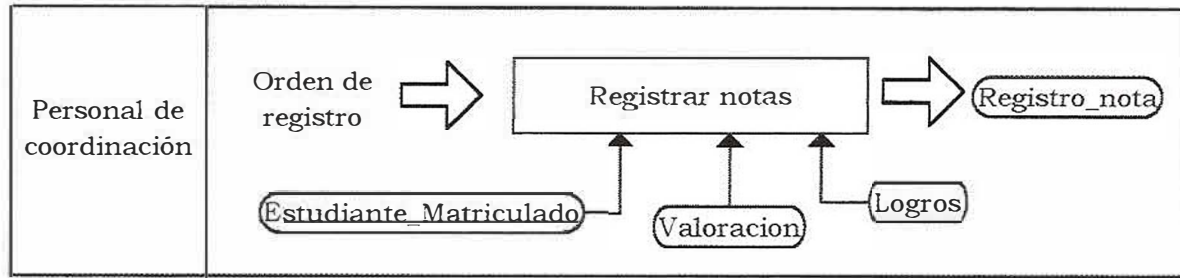 Personal de
coordinación
Orden de
registro
Registrar notas
Registro_nota
Estudiante_Matriculado
Valoracion
Logros